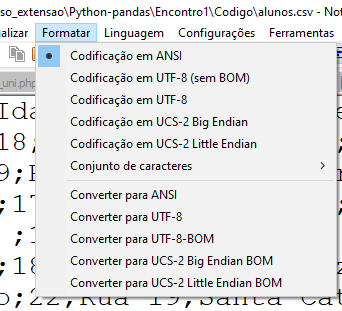 so_extensao\Python-pandas\Encontro1\Codigo\alunos.csv - Not
ualizar Formatar Linguagem Configurações Ferramentas
_uni.php
Codificação em ANSI
Codificação em UTF-8 (sem BOM)
Codificação em UTF-8
Codificação em UCS-2 Big Endian
Codificação em UCS-2 Little Endian
Conjunto de caracteres
Converter para ANSI
Converter para UTF-8
Converter para UTF-8-BOM
Converter para UCS-2 Big Endian BOM
Converter para UCS-2 Little Endian BOM
Ida
18;
9;
;17
;1
;18
o;22;Rua 19;Santa Cat